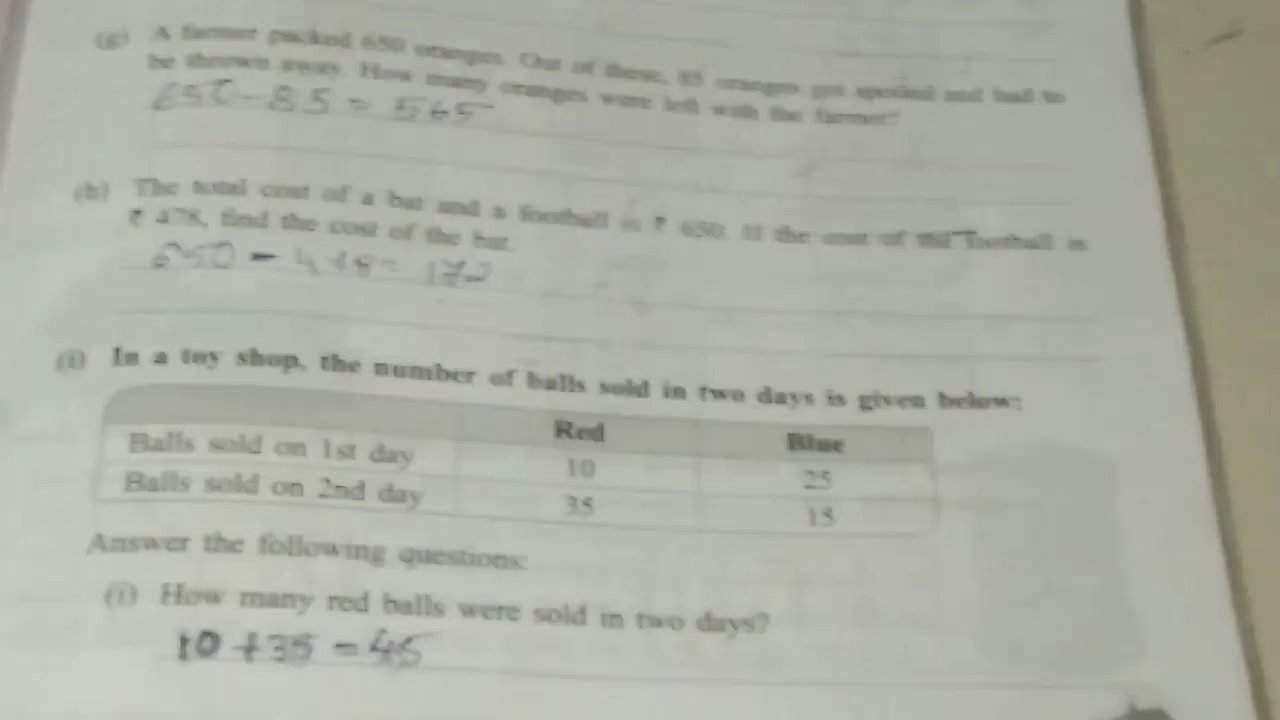 (g) A farmer packed 650 oranges. Out of these, 85 oranges got spoiled and had to
be thrown away. How many oranges were left with the farmer?
650 - 85 = 565
(h) The total cost of a bat and a football is ₹ 650. If the cost of the football is
₹ 478, find the cost of the bat.
650 - 478 = 172
(i) In a toy shop, the number of balls sold in two days is given below:
Red Blue
Balls sold on 1st day 10 25
Balls sold on 2nd day 35 15
Answer the following questions:
(i) How many red balls were sold in two days?
10 + 35 = 45